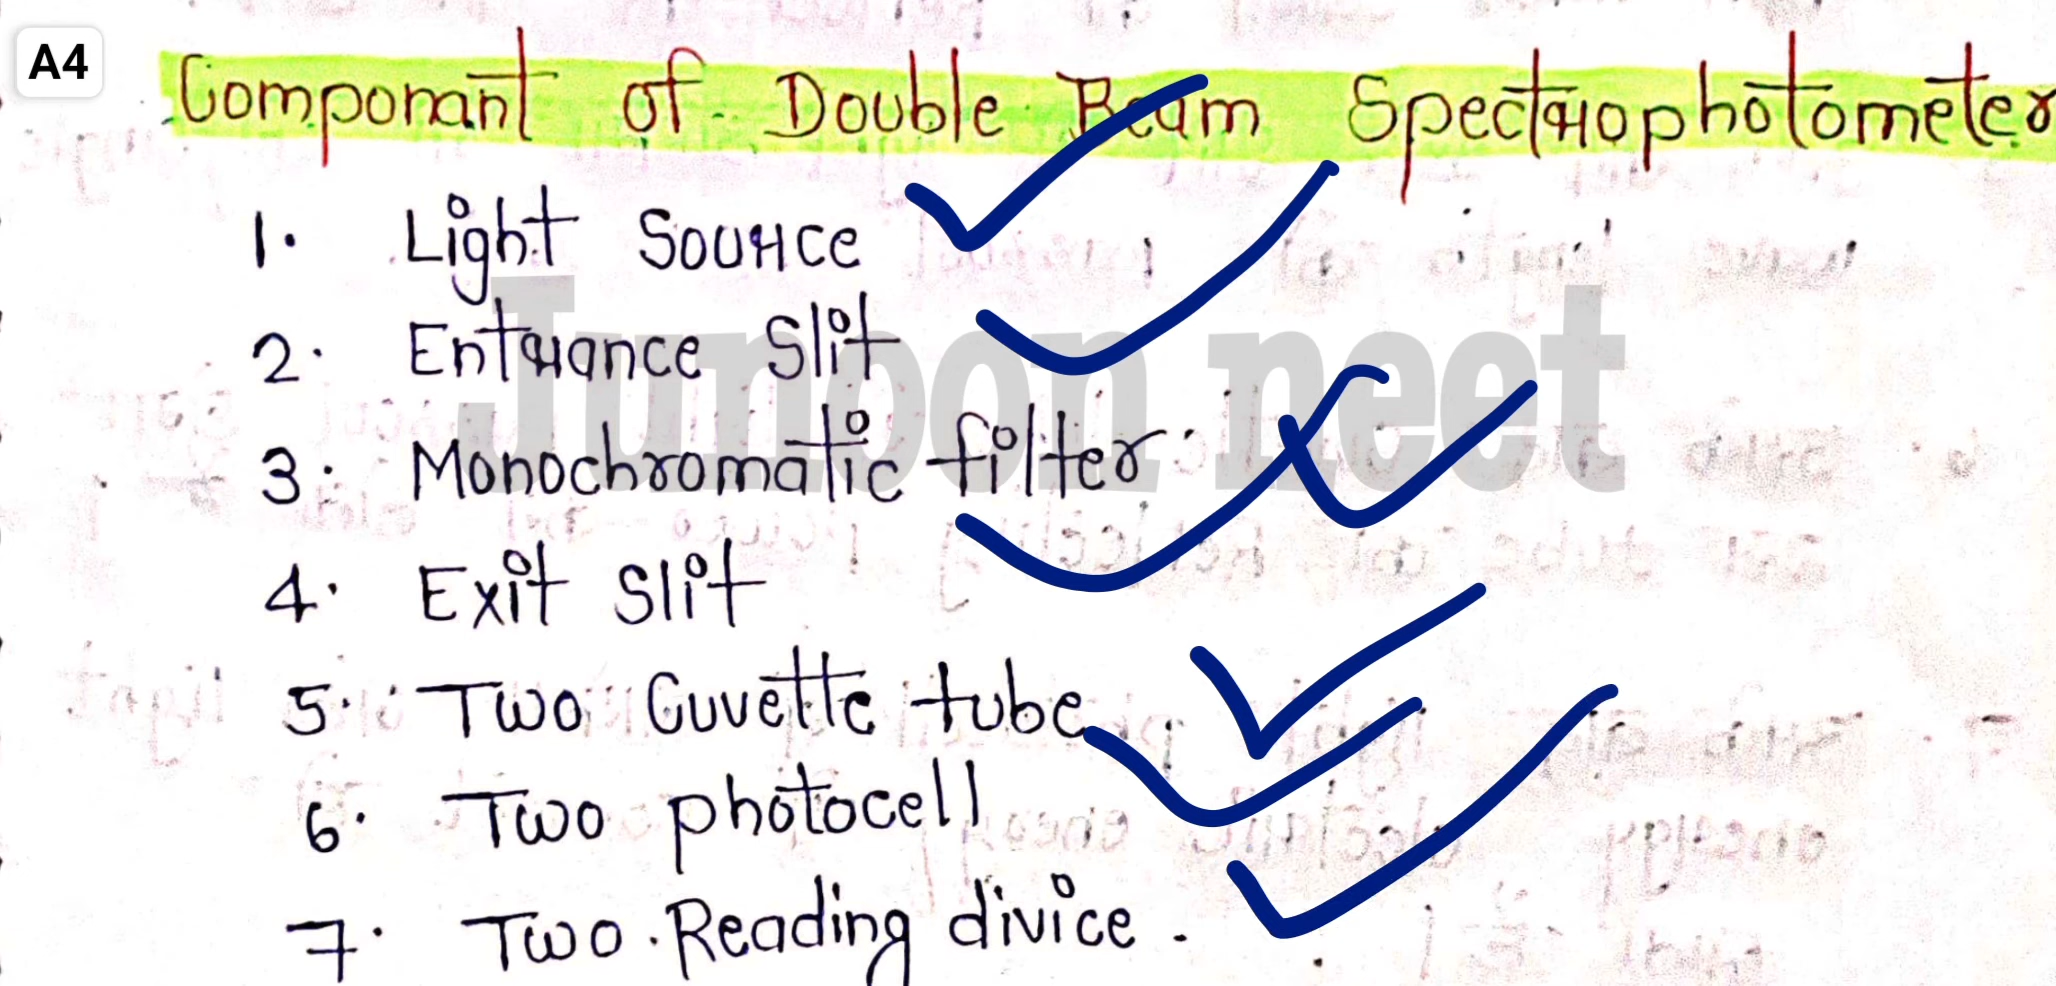 A4
Componant of Double Beam Spectrophotometer
1. Light Source
2. Entrance Slit
3. Monochromatic filter
4. Exit Slit
5. Two Cuvette tube
6. Two photocell
7. Two Reading divice.
Junoon neet